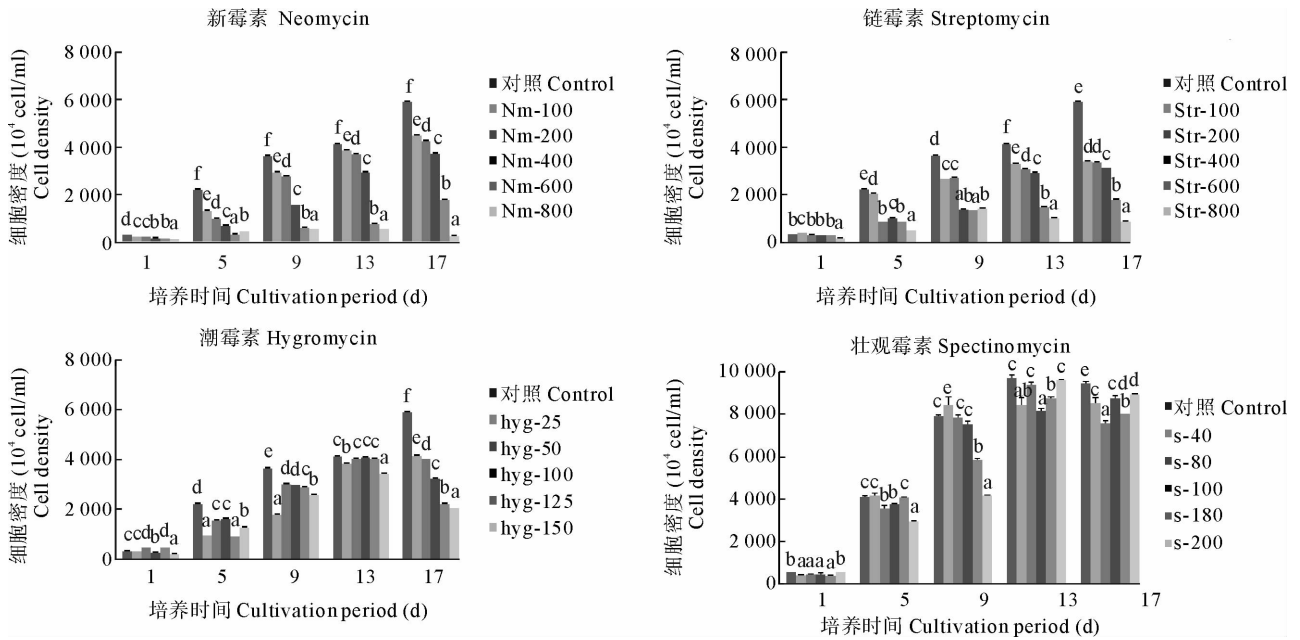 新霉素 Neomycin
细胞密度 (10⁴ cell/ml)
Cell density
8 000
6 000
4 000
2 000
0
d c c b b a
f e d c a b
f e d c b a
f e d c b a
f e d c b a
1 5 9 13 17
培养时间 Cultivation period (d)
对照 Control
Nm-100
Nm-200
Nm-400
Nm-600
Nm-800
链霉素 Streptomycin
细胞密度 (10⁴ cell/ml)
Cell density
8 000
6 000
4 000
2 000
0
b c b b b a
e d b c b a
d c c ab a b
f e d c b a
e d d c b a
1 5 9 13 17
培养时间 Cultivation period (d)
对照 Control
Str-100
Str-200
Str-400
Str-600
Str-800
潮霉素 Hygromycin
细胞密度 (10⁴ cell/ml)
Cell density
8 000
6 000
4 000
2 000
0
c c d b d a
d a c c a b
e a d d c b
c b c c c a
f e d c b a
1 5 9 13 17
培养时间 Cultivation period (d)
对照 Control
hyg-25
hyg-50
hyg-100
hyg-125
hyg-150
壮观霉素 Spectinomycin
细胞密度 (10⁴ cell/ml)
Cell density
10 000
8 000
6 000
4 000
2 000
0
b a a a a b
c c b b c a
c e c c b a
c ab c a b c
e c a cd b d
1 5 9 13 17
培养时间 Cultivation period (d)
对照 Control
s-40
s-80
s-100
s-180
s-200